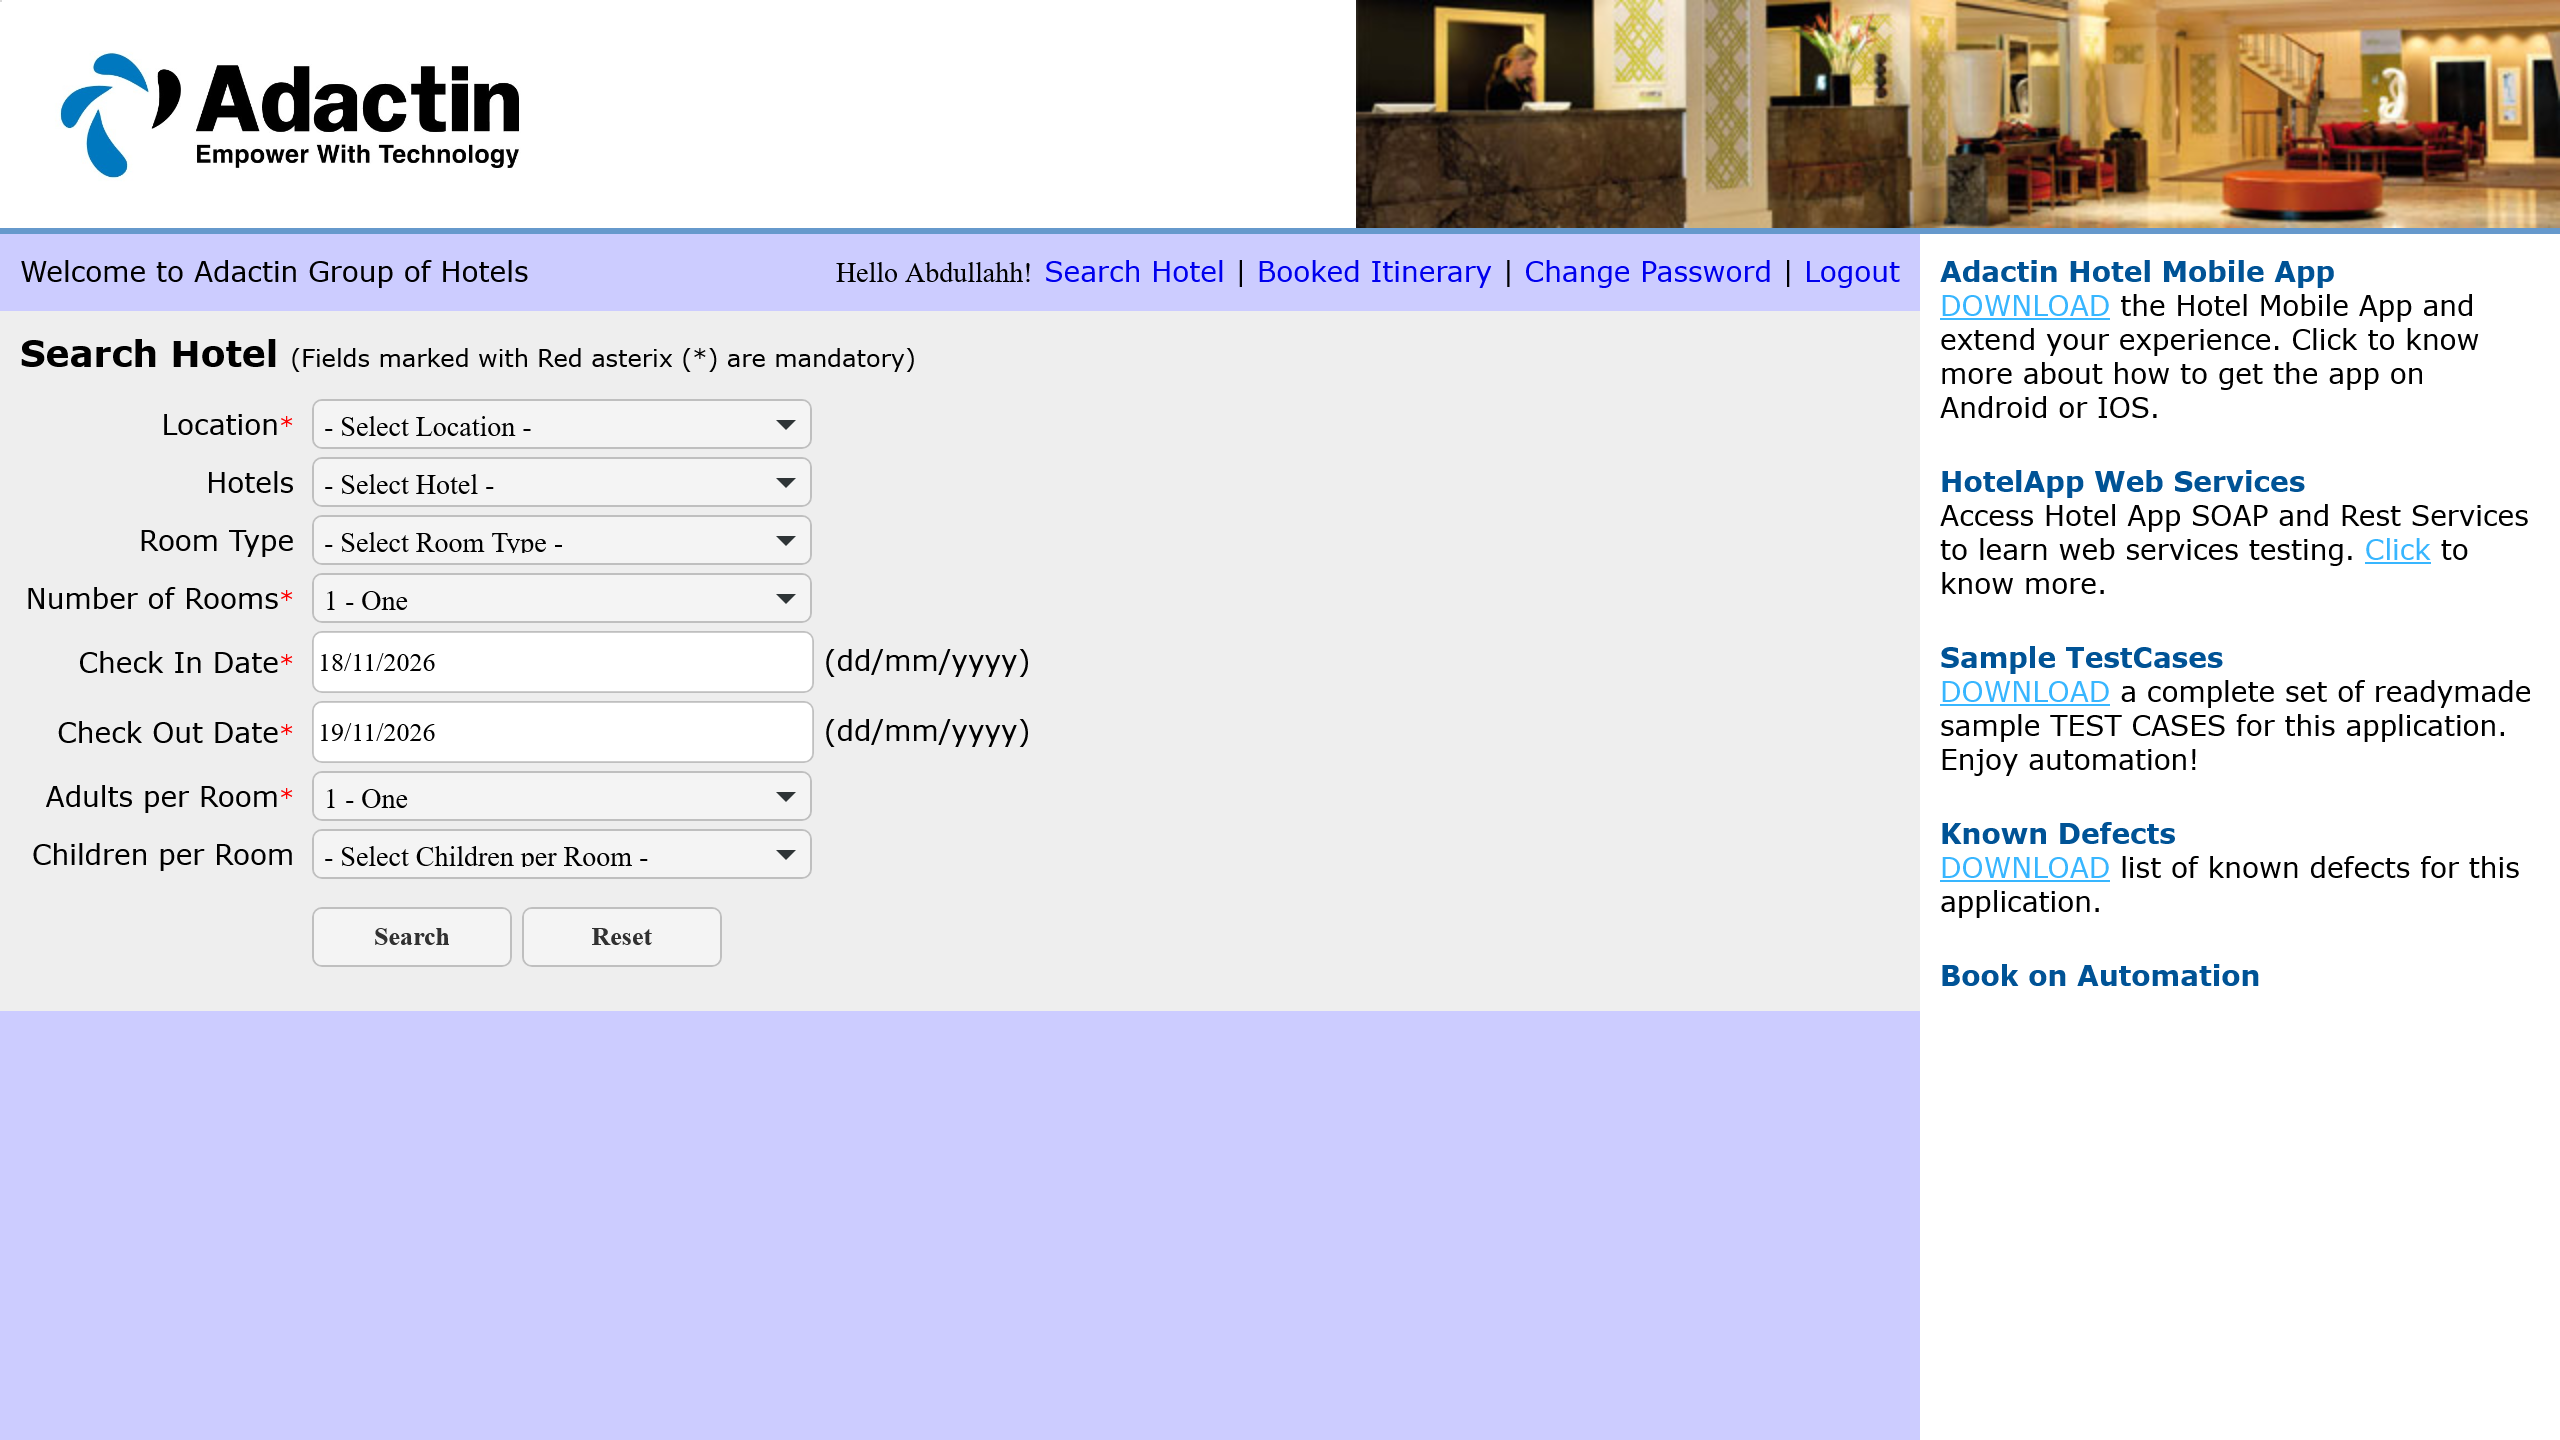 Adactin
Empower With Technology
Welcome to Adactin Group of Hotels
Hello Abdullahh! Search Hotel | Booked Itinerary | Change Password | Logout
Search Hotel (Fields marked with Red asterix (*) are mandatory)
Location* - Select Location -
Hotels - Select Hotel -
Room Type - Select Room Type -
Number of Rooms* 1 - One
Check In Date* 18/11/2026 (dd/mm/yyyy)
Check Out Date* 19/11/2026 (dd/mm/yyyy)
Adults per Room* 1 - One
Children per Room - Select Children per Room -
Search Reset
Adactin Hotel Mobile App
DOWNLOAD the Hotel Mobile App and
extend your experience. Click to know
more about how to get the app on
Android or IOS.
HotelApp Web Services
Access Hotel App SOAP and Rest Services
to learn web services testing. Click to
know more.
Sample TestCases
DOWNLOAD a complete set of readymade
sample TEST CASES for this application.
Enjoy automation!
Known Defects
DOWNLOAD list of known defects for this
application.
Book on Automation